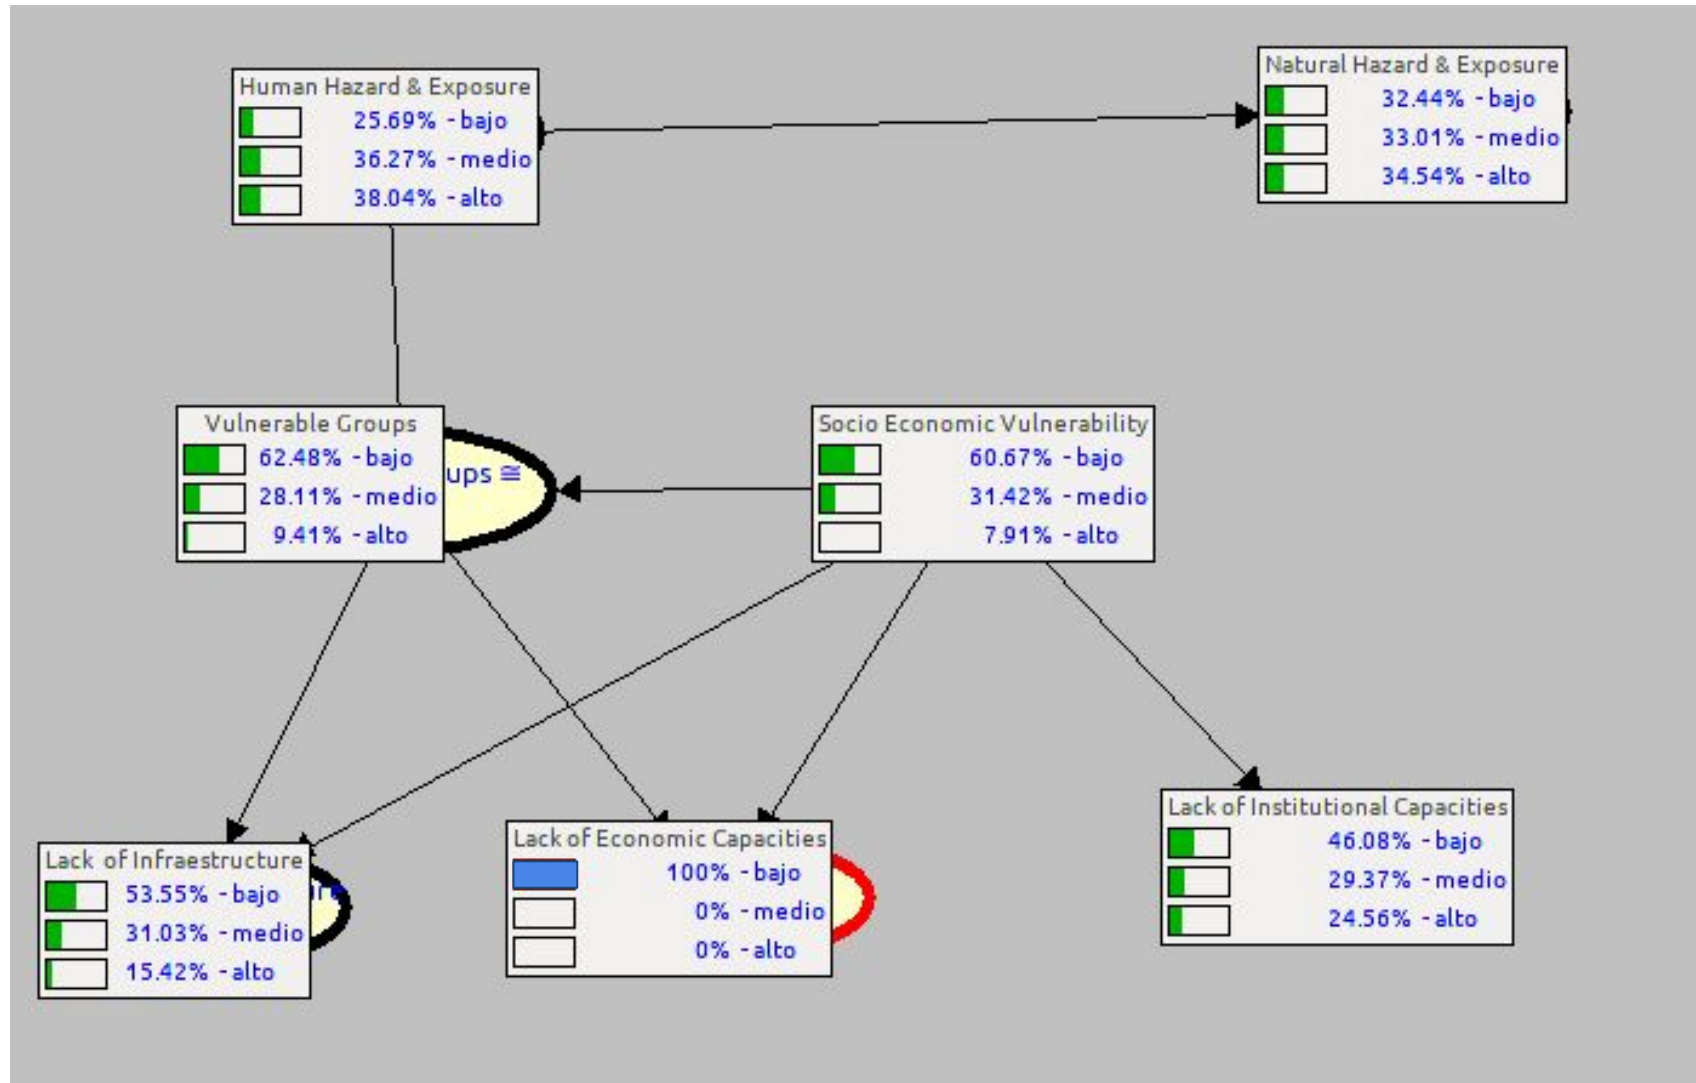 Human Hazard & Exposure
25.69% - bajo
36.27% - medio
38.04% - alto
Natural Hazard & Exposure
32.44% - bajo
33.01% - medio
34.54% - alto
Vulnerable Groups
62.48% - bajo
28.11% - medio
9.41% - alto
ups ≅
Socio Economic Vulnerability
60.67% - bajo
31.42% - medio
7.91% - alto
Lack of Infraestructure
53.55% - bajo
31.03% - medio
15.42% - alto
Lack of Economic Capacities
100% - bajo
0% - medio
0% - alto
Lack of Institutional Capacities
46.08% - bajo
29.37% - medio
24.56% - alto